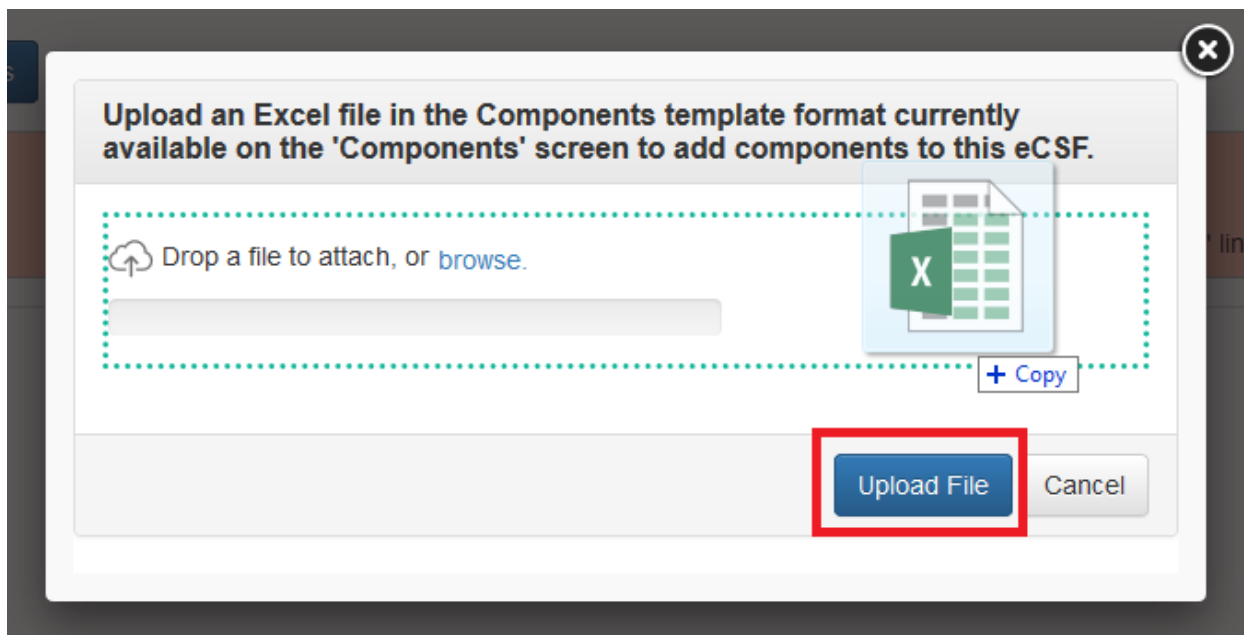 s
Upload an Excel file in the Components template format currently
available on the 'Components' screen to add components to this eCSF.
' lin
Drop a file to attach, or browse.
X
+ Copy
Upload File
Cancel